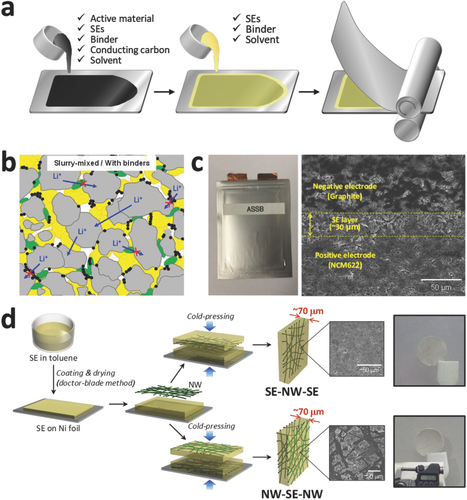 a
✓ Active material
✓ SEs
✓ Binder
✓ Conducting carbon
✓ Solvent
✓ SEs
✓ Binder
✓ Solvent
b
Slurry-mixed / With binders
Li⁺
Li⁺
Li⁺
Li⁺
Li⁺
Li⁺
c
ASSB
Negative electrode
(Graphite)
SE layer
(~30 μm)
Positive electrode
(NCM622)
50 μm
d
SE in toluene
Coating & drying
(doctor-blade method)
SE on Ni foil
NW
Cold-pressing
~70 μm
SE-NW-SE
50 μm
Cold-pressing
~70 μm
NW-SE-NW
50 μm